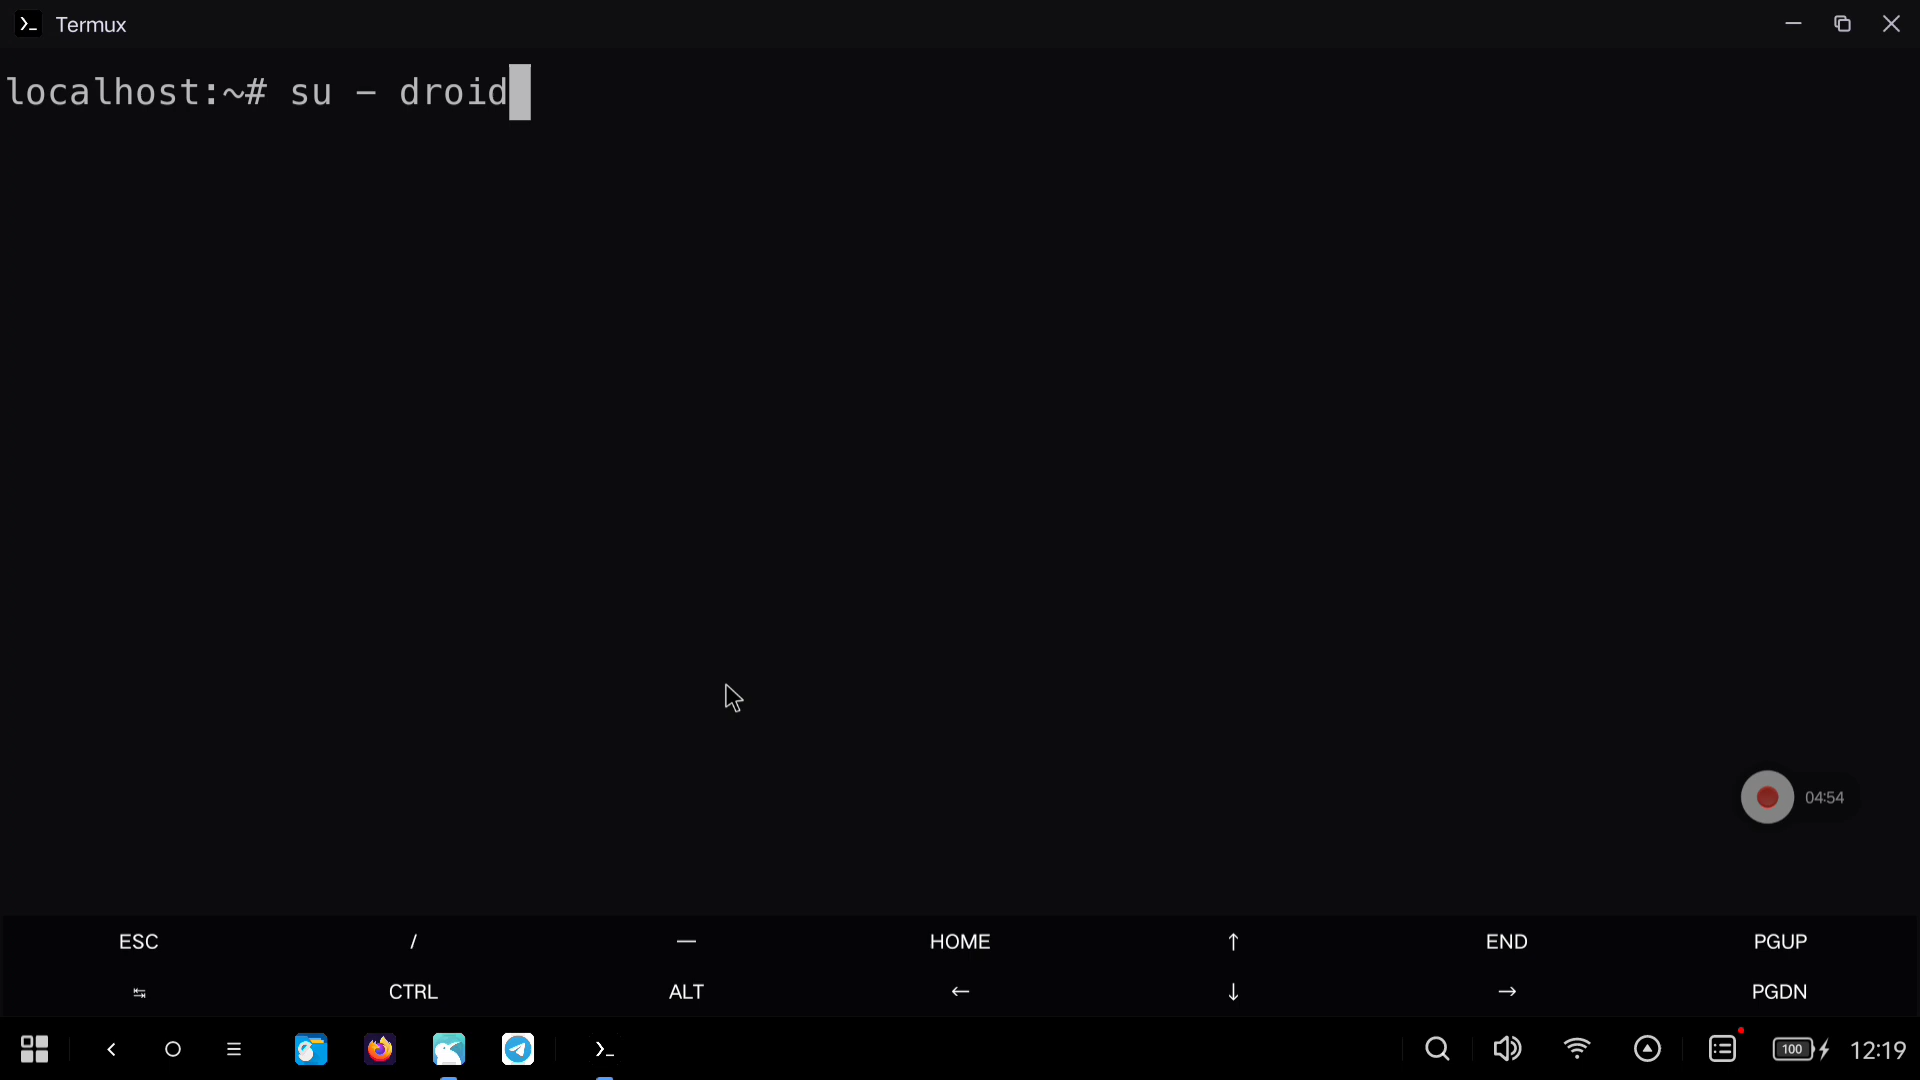 Termux
localhost:~# su - droid
04:54
ESC / — HOME ↑ END PGUP
↹ CTRL ALT ← ↓ → PGDN
100 12:19